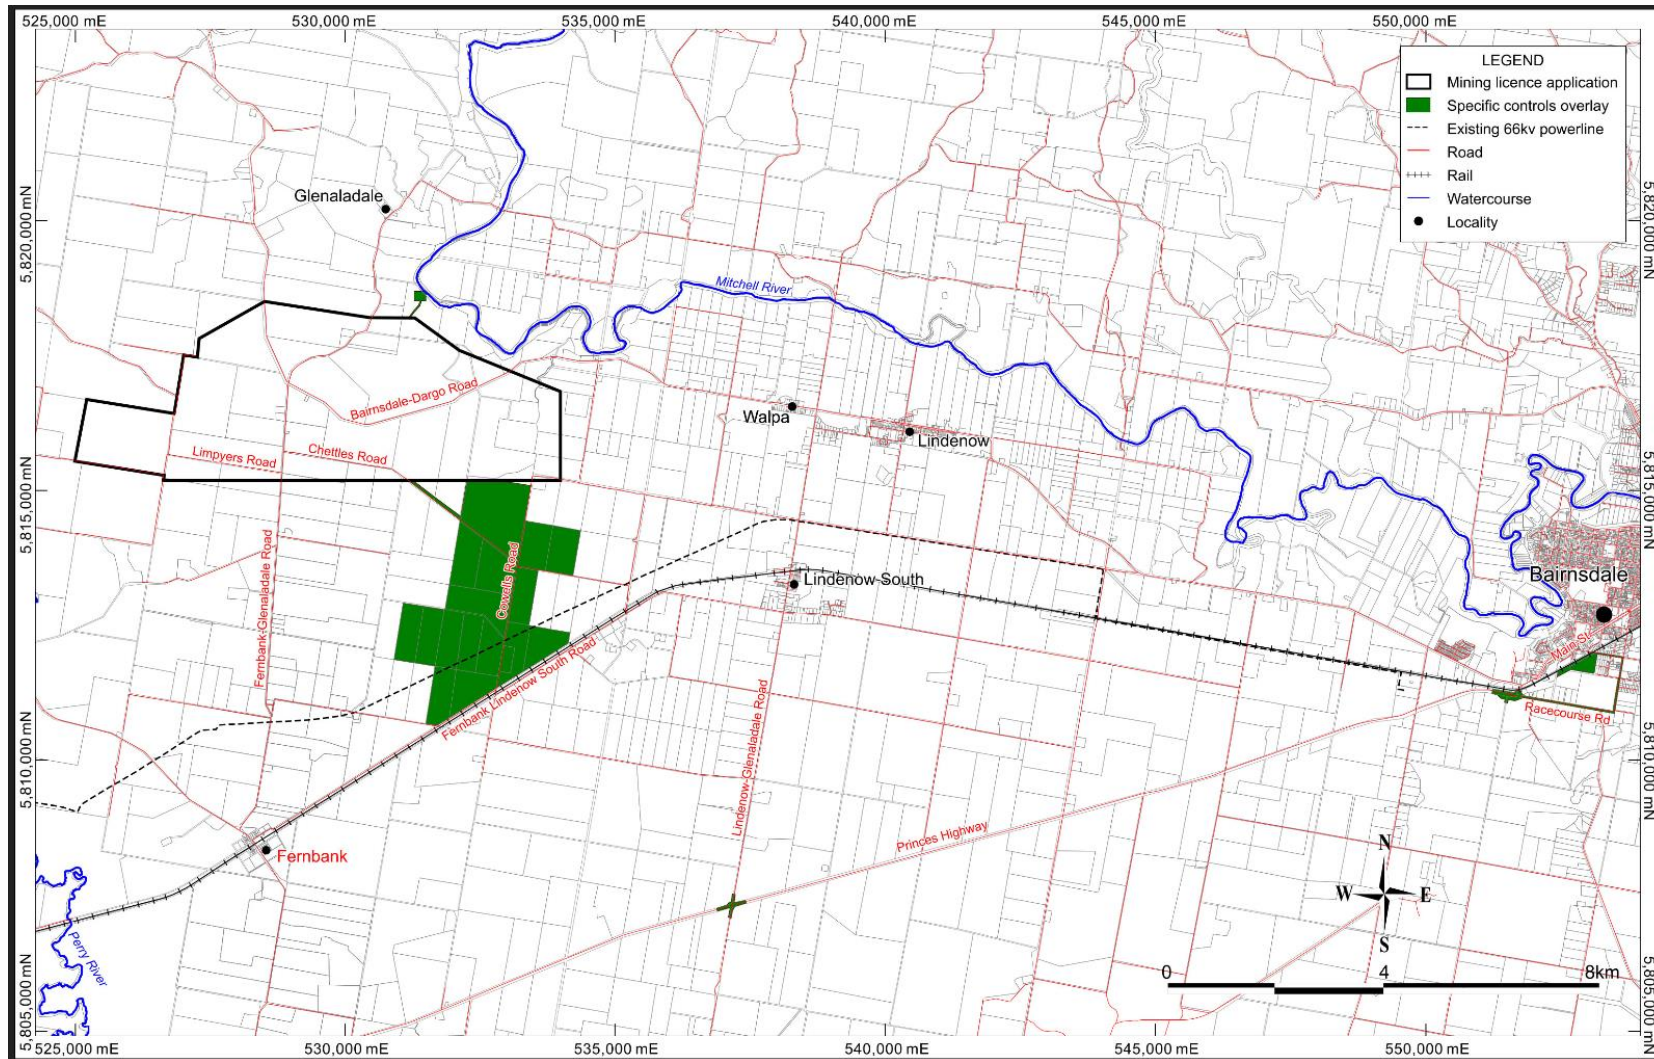 525,000 mE
530,000 mE
535,000 mE
540,000 mE
545,000 mE
550,000 mE
LEGEND
Mining licence application
Specific controls overlay
Existing 66kv powerline
Road
Rail
Watercourse
Locality
Glenaladale
5,820,000 mN
5,820,000 mN
Mitchell River
Bairnsdale-Dargo Road
Walpa
Lindenow
Limpyers Road
Chettles Road
5,815,000 mN
5,815,000 mN
Fernbank-Glenaladale Road
Cowells Road
Lindenow-South
Bairnsdale
Main St
Fernbank Lindenow South Road
Lindenow-Glenaladale Road
Racecourse Rd
5,810,000 mN
5,810,000 mN
Princes Highway
Fernbank
N
W
E
S
Perry River
0
4
8km
5,805,000 mN
5,805,000 mN
525,000 mE
530,000 mE
535,000 mE
540,000 mE
545,000 mE
550,000 mE